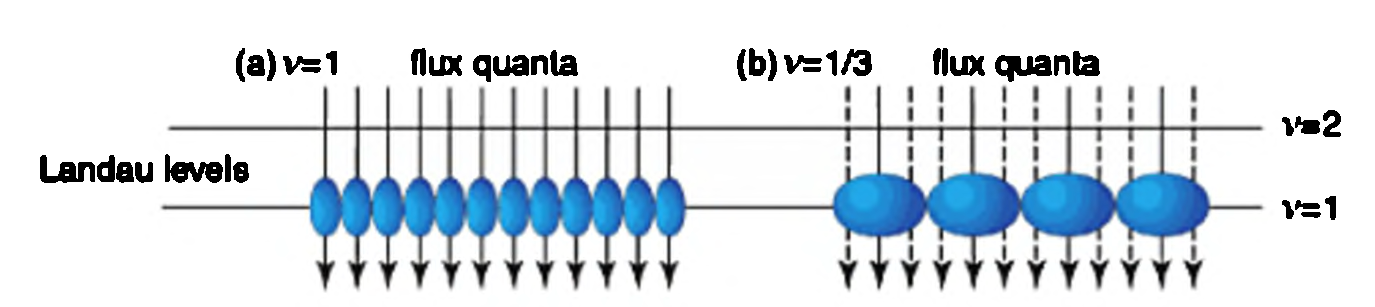 (a) ν=1 flux quanta (b) ν=1/3 flux quanta
ν=2
Landau levels
ν=1